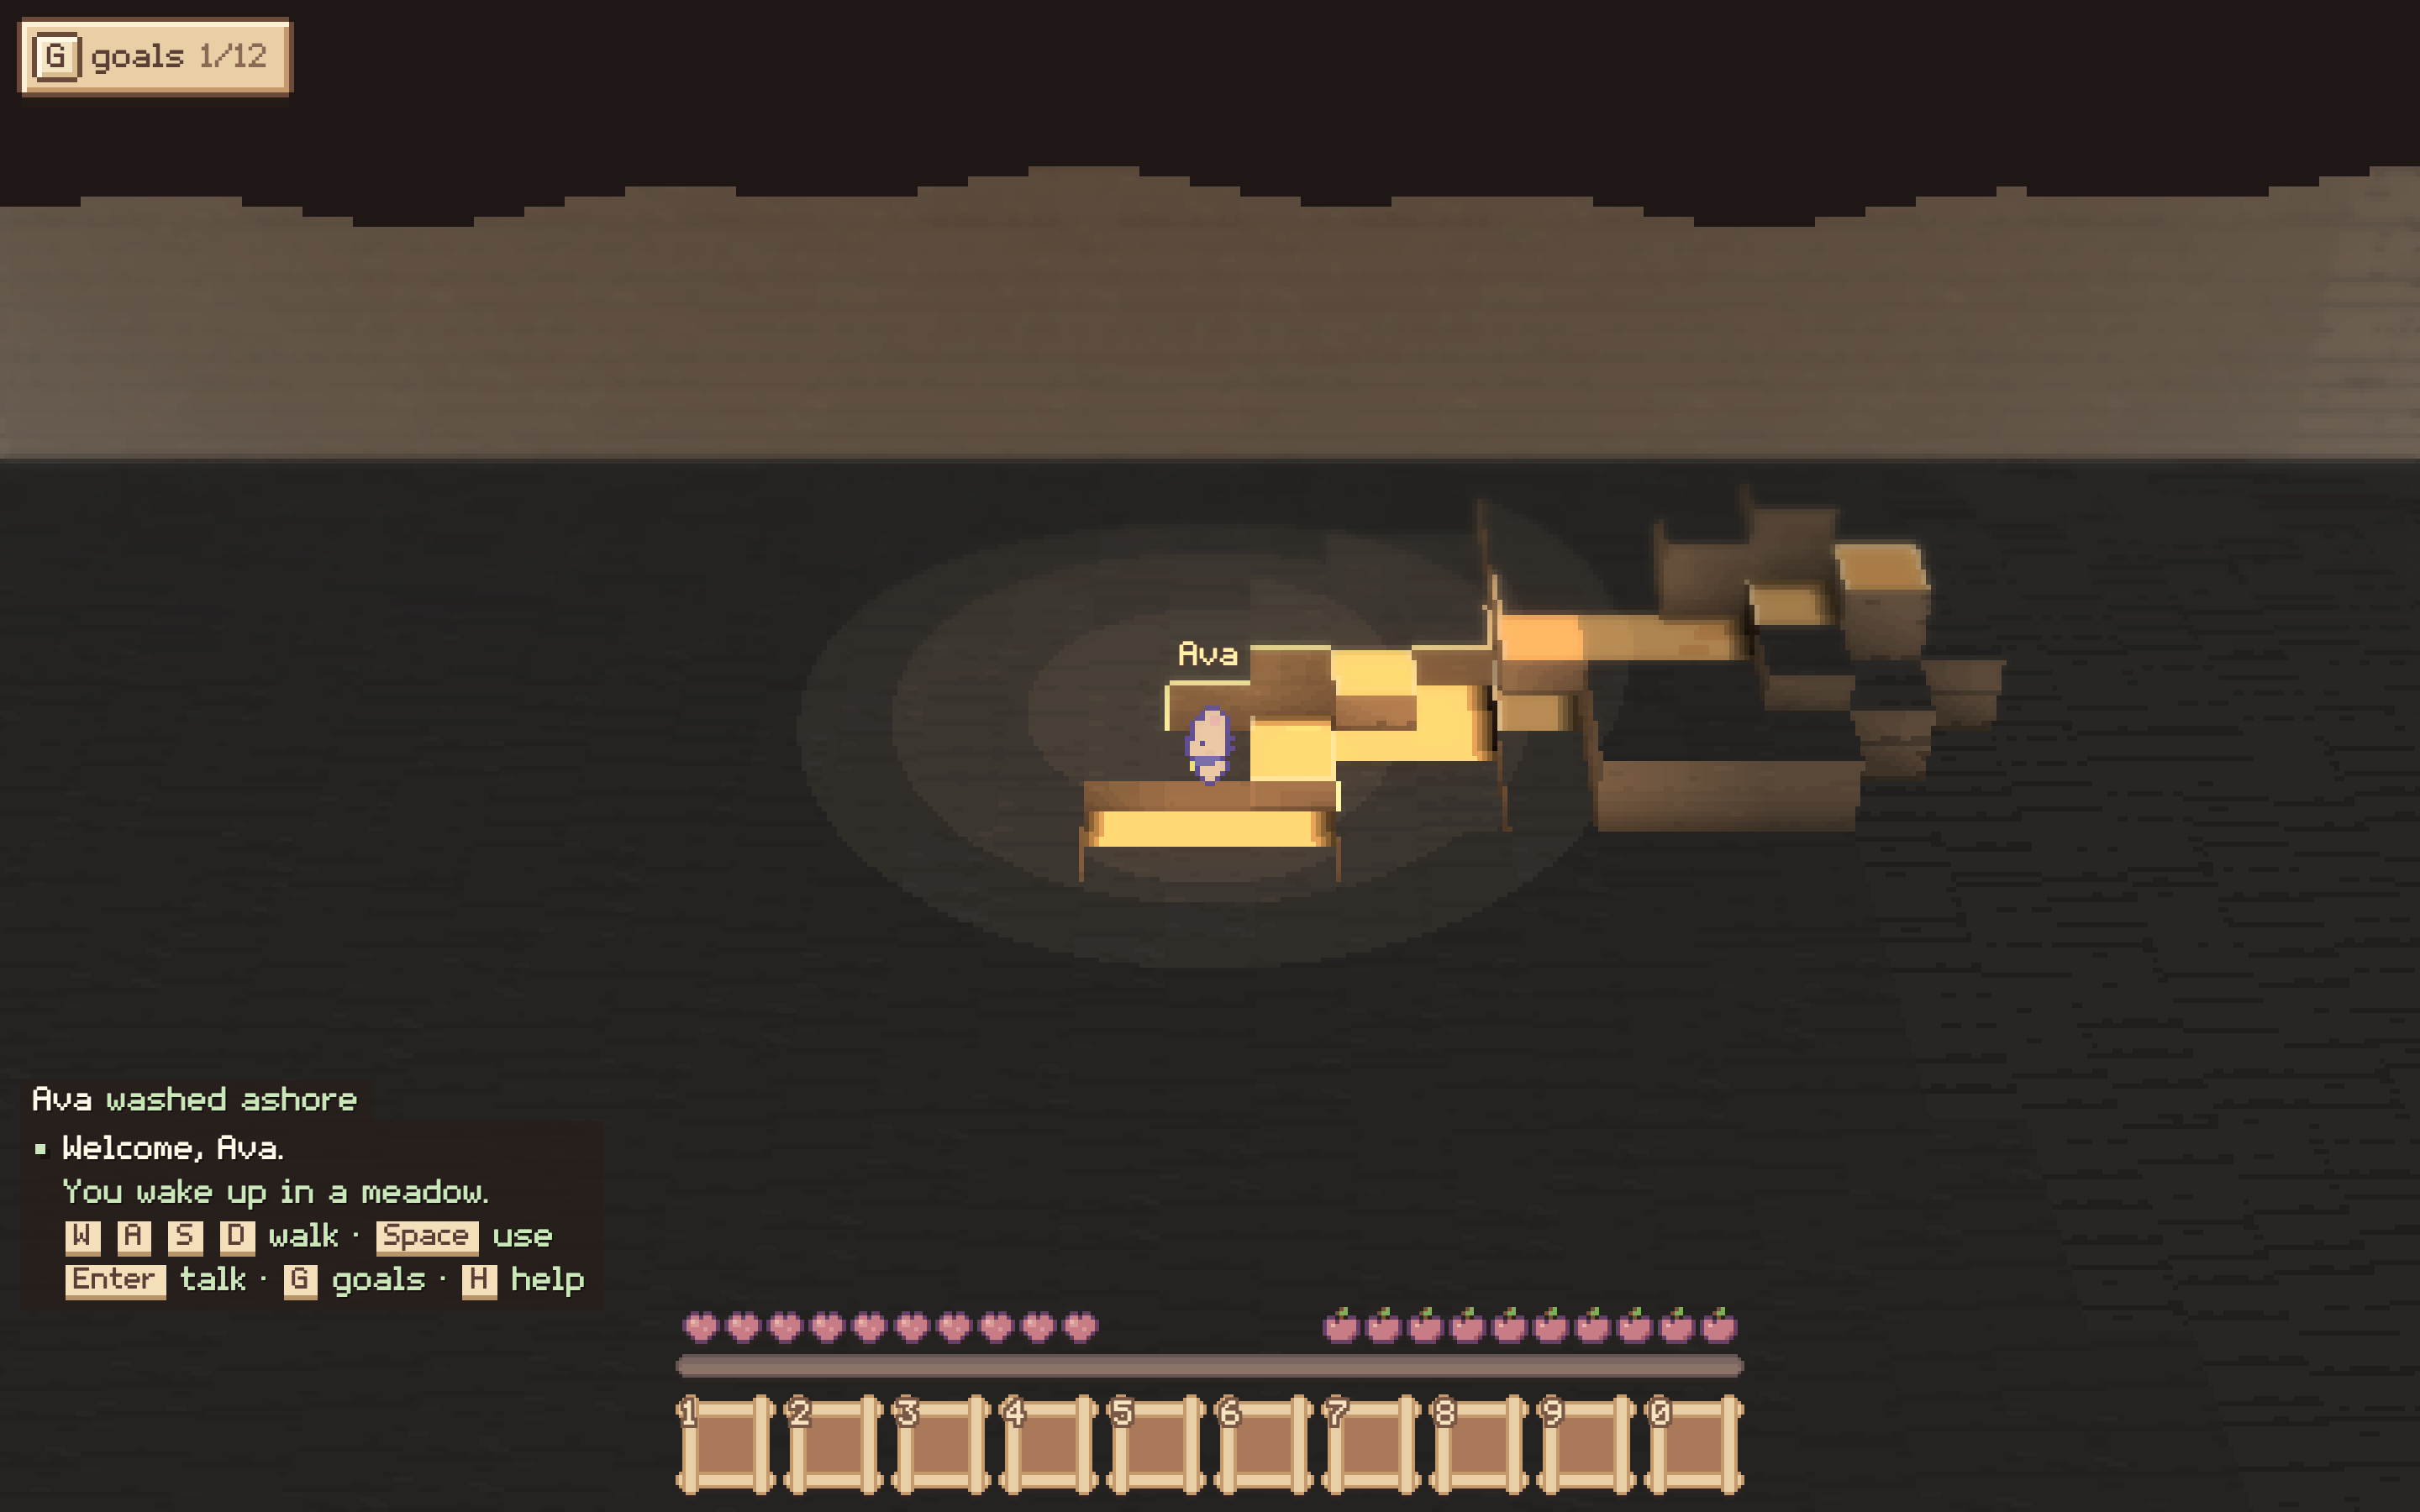 G goals 1/12
Ava
Ava washed ashore
Welcome, Ava.
You wake up in a meadow.
W A S D walk · Space use
Enter talk · G goals · H help
1 2 3 4 5 6 7 8 9 0